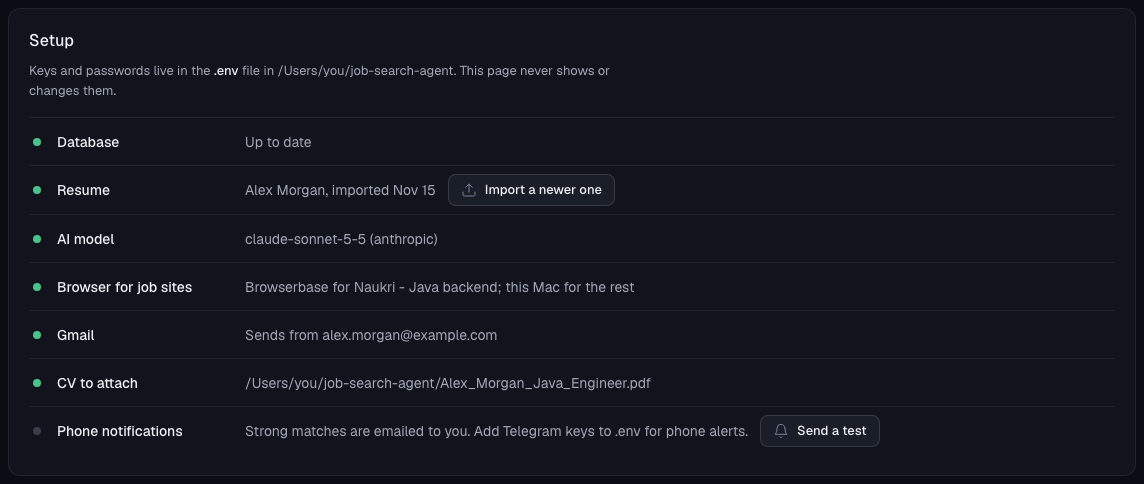 Setup
Keys and passwords live in the .env file in /Users/you/job-search-agent. This page never shows or
changes them.
Database Up to date
Resume Alex Morgan, imported Nov 15 Import a newer one
AI model claude-sonnet-5-5 (anthropic)
Browser for job sites Browserbase for Naukri - Java backend; this Mac for the rest
Gmail Sends from alex.morgan@example.com
CV to attach /Users/you/job-search-agent/Alex_Morgan_Java_Engineer.pdf
Phone notifications Strong matches are emailed to you. Add Telegram keys to .env for phone alerts. Send a test